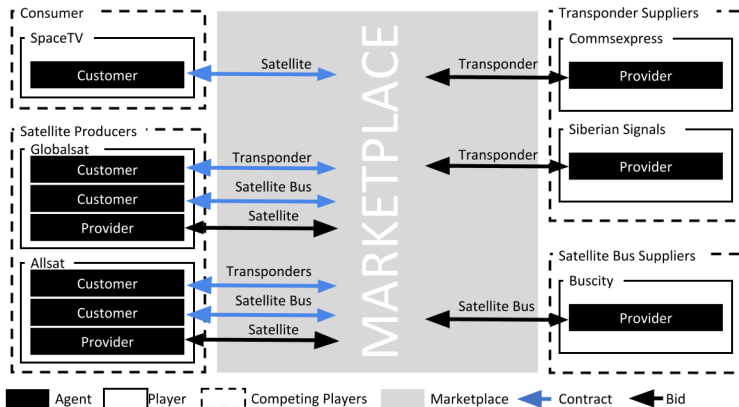 Consumer
SpaceTV
Customer
Satellite
Satellite Producers
Globalsat
Customer
Transponder
Customer
Satellite Bus
Provider
Satellite
Allsat
Customer
Transponders
Customer
Satellite Bus
Provider
Satellite
MARKETPLACE
Transponder Suppliers
Commsexpress
Transponder
Provider
Siberian Signals
Transponder
Provider
Satellite Bus Suppliers
Buscity
Satellite Bus
Provider
Agent
Player
Competing Players
Marketplace
Contract
Bid